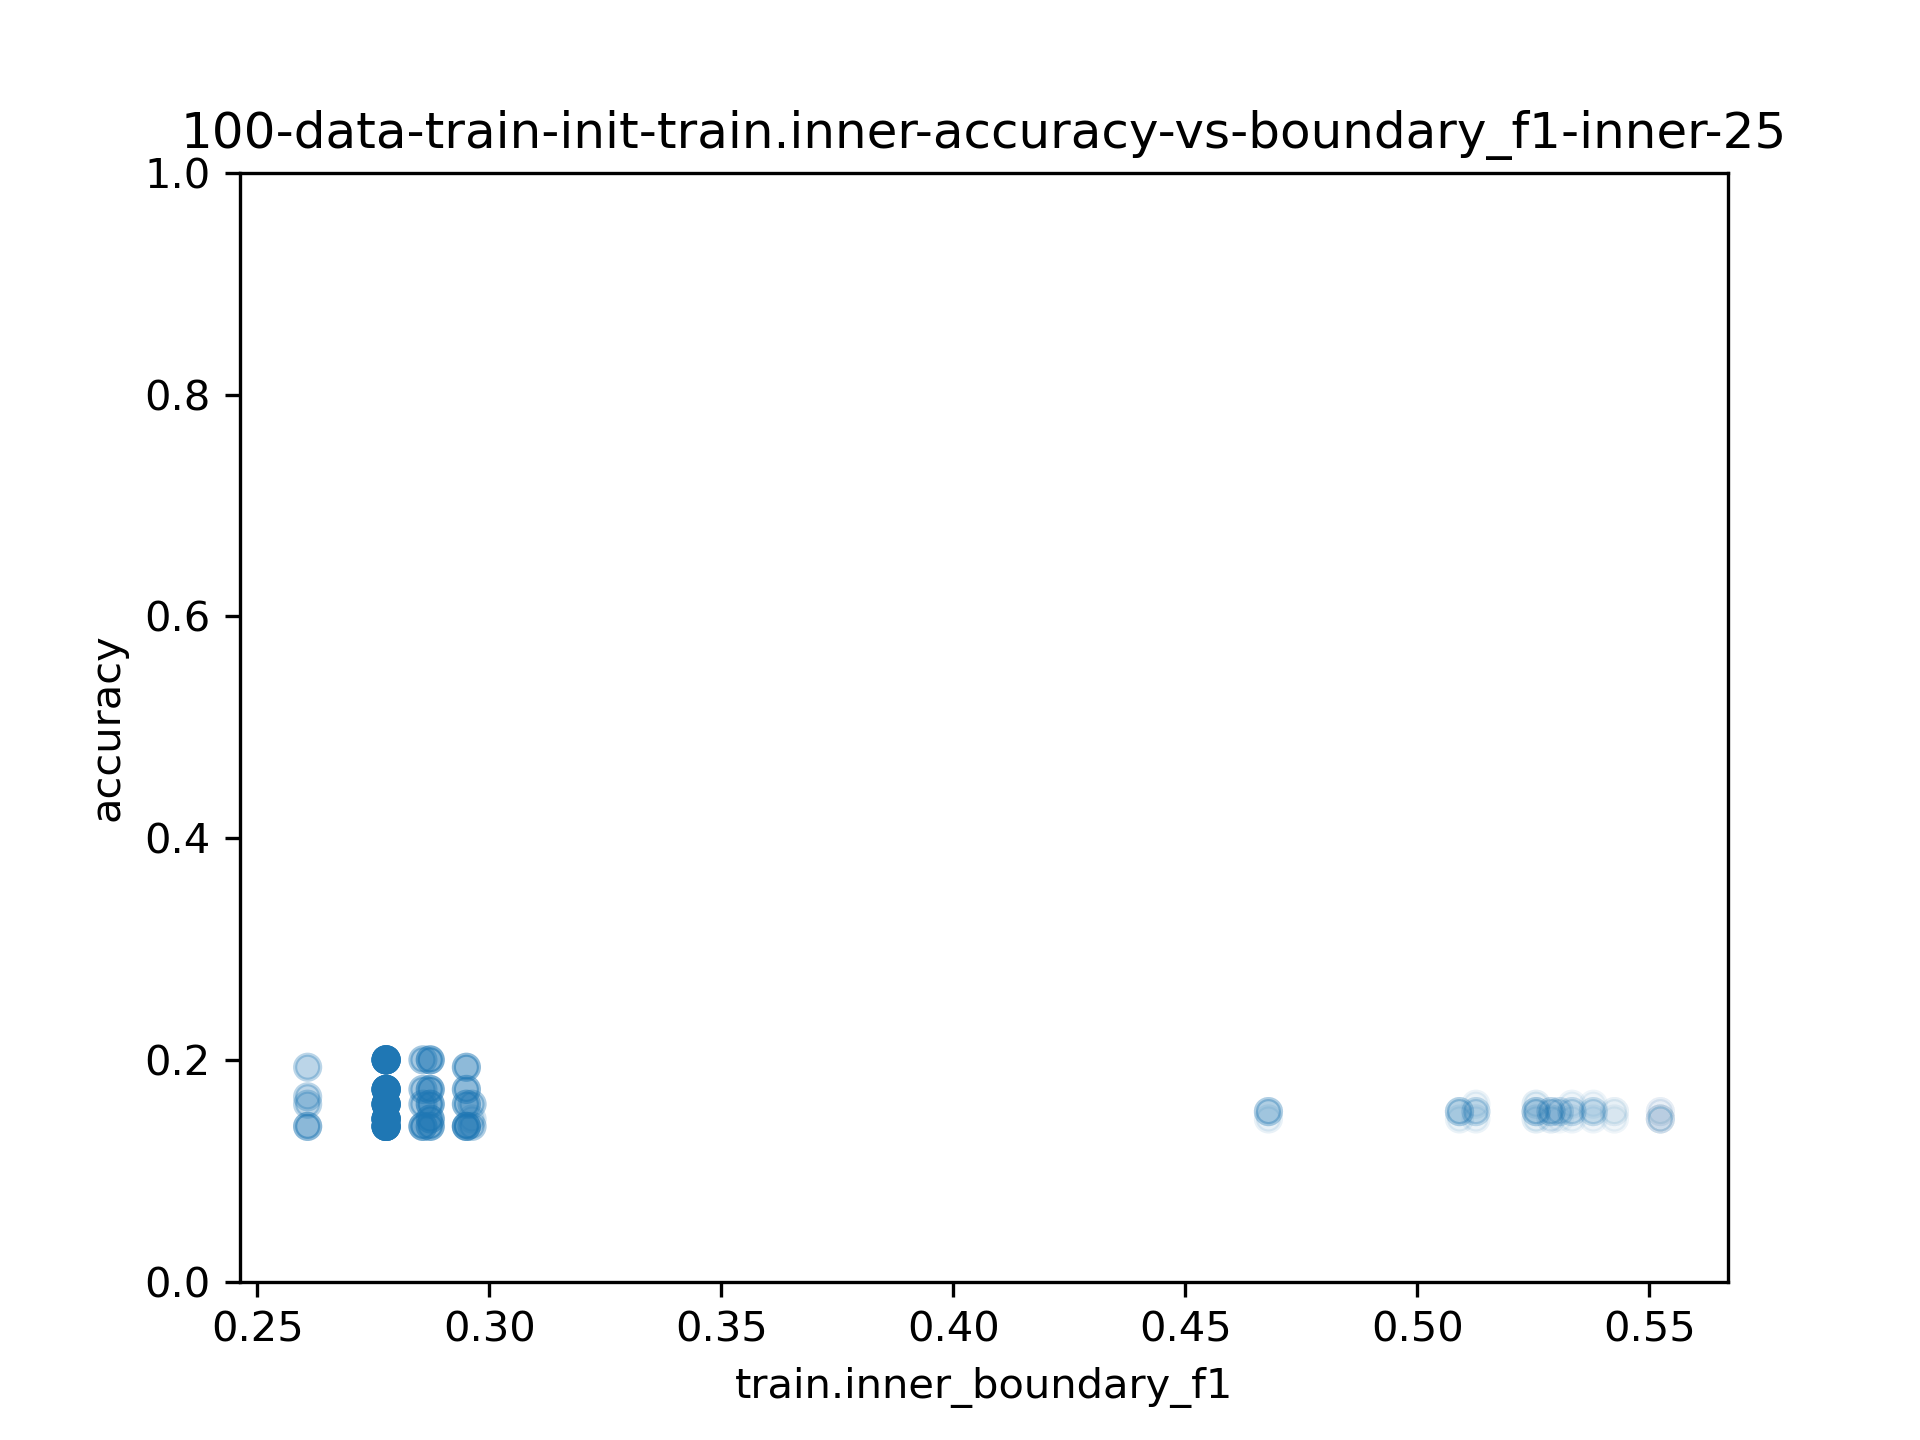 100-data-train-init-train.inner-accuracy-vs-boundary_f1-inner-25
1.0
0.8
0.6
0.4
0.2
0.0
accuracy
0.25 0.30 0.35 0.40 0.45 0.50 0.55
train.inner_boundary_f1